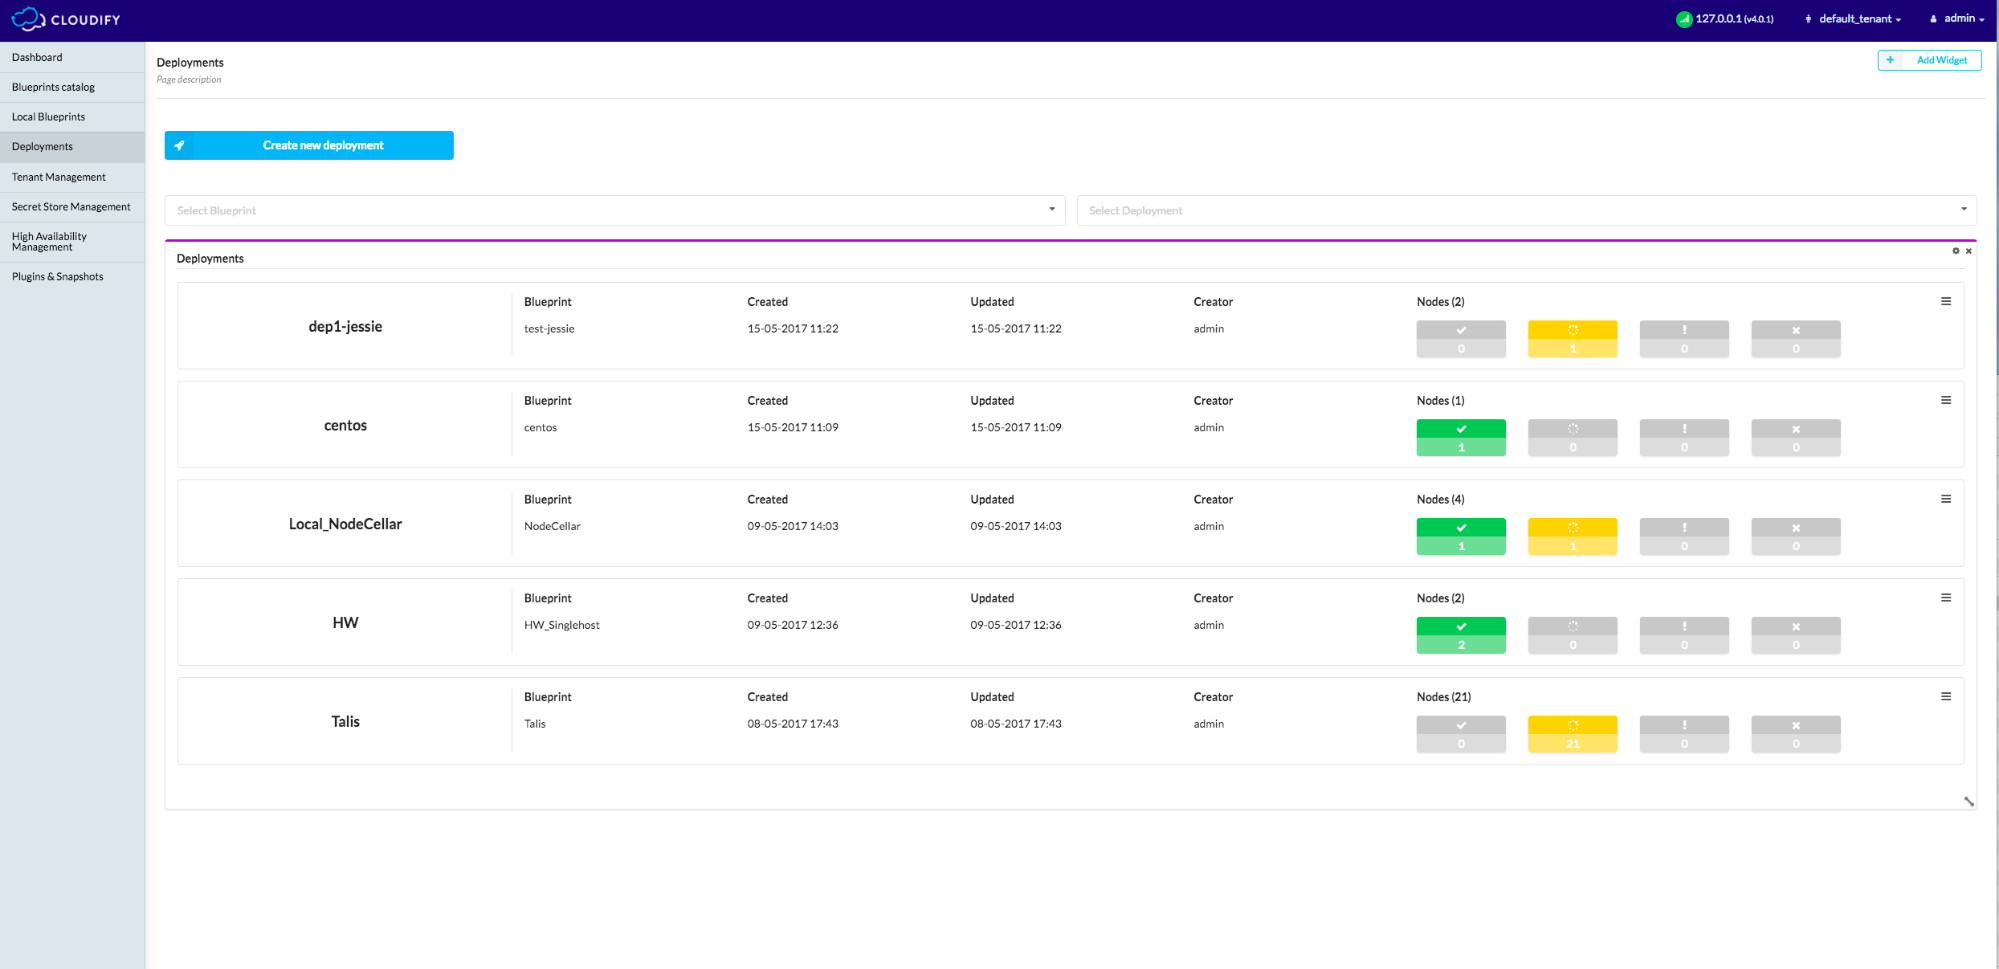 CLOUDIFY
127.0.0.1 (v4.0.1) default_tenant admin
Dashboard
Blueprints catalog
Local Blueprints
Deployments
Tenant Management
Secret Store Management
High Availability
Management
Plugins & Snapshots
Deployments
Page description
Add Widget
Create new deployment
Select Blueprint
Select Deployment
Deployments
dep1-jessie
Blueprint Created Updated Creator Nodes (2)
test-jessie 15-05-2017 11:22 15-05-2017 11:22 admin
0 1 0 0
centos
Blueprint Created Updated Creator Nodes (1)
centos 15-05-2017 11:09 15-05-2017 11:09 admin
1 0 0 0
Local_NodeCellar
Blueprint Created Updated Creator Nodes (4)
NodeCellar 09-05-2017 14:03 09-05-2017 14:03 admin
1 1 0 0
HW
Blueprint Created Updated Creator Nodes (2)
HW_Singlehost 09-05-2017 12:36 09-05-2017 12:36 admin
2 0 0 0
Talis
Blueprint Created Updated Creator Nodes (21)
Talis 08-05-2017 17:43 08-05-2017 17:43 admin
0 21 0 0